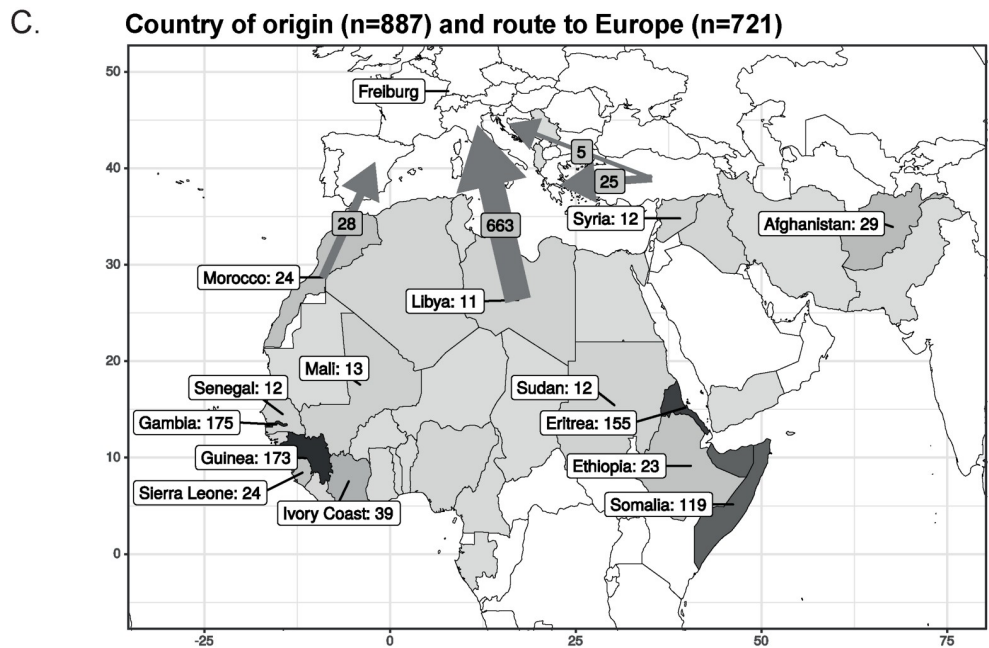 C.
Country of origin (n=887) and route to Europe (n=721)
50
Freiburg
5
40
25
28
663
Syria: 12
Afghanistan: 29
30
Morocco: 24
Libya: 11
20
Mali: 13
Senegal: 12
Sudan: 12
Gambia: 175
Eritrea: 155
10
Guinea: 173
Ethiopia: 23
Sierra Leone: 24
Somalia: 119
Ivory Coast: 39
0
-25 0 25 50 75